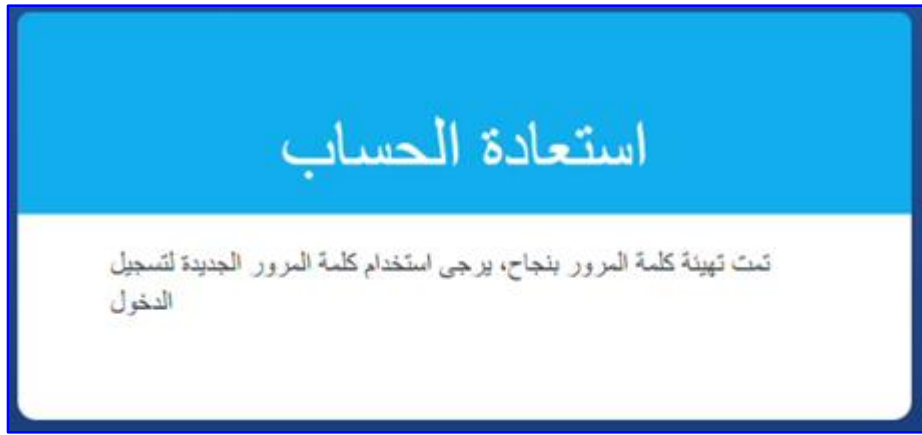 استعادة الحساب
تمت تهيئة كلمة المرور بنجاح، يرجى استخدام كلمة المرور الجديدة لتسجيل
الدخول